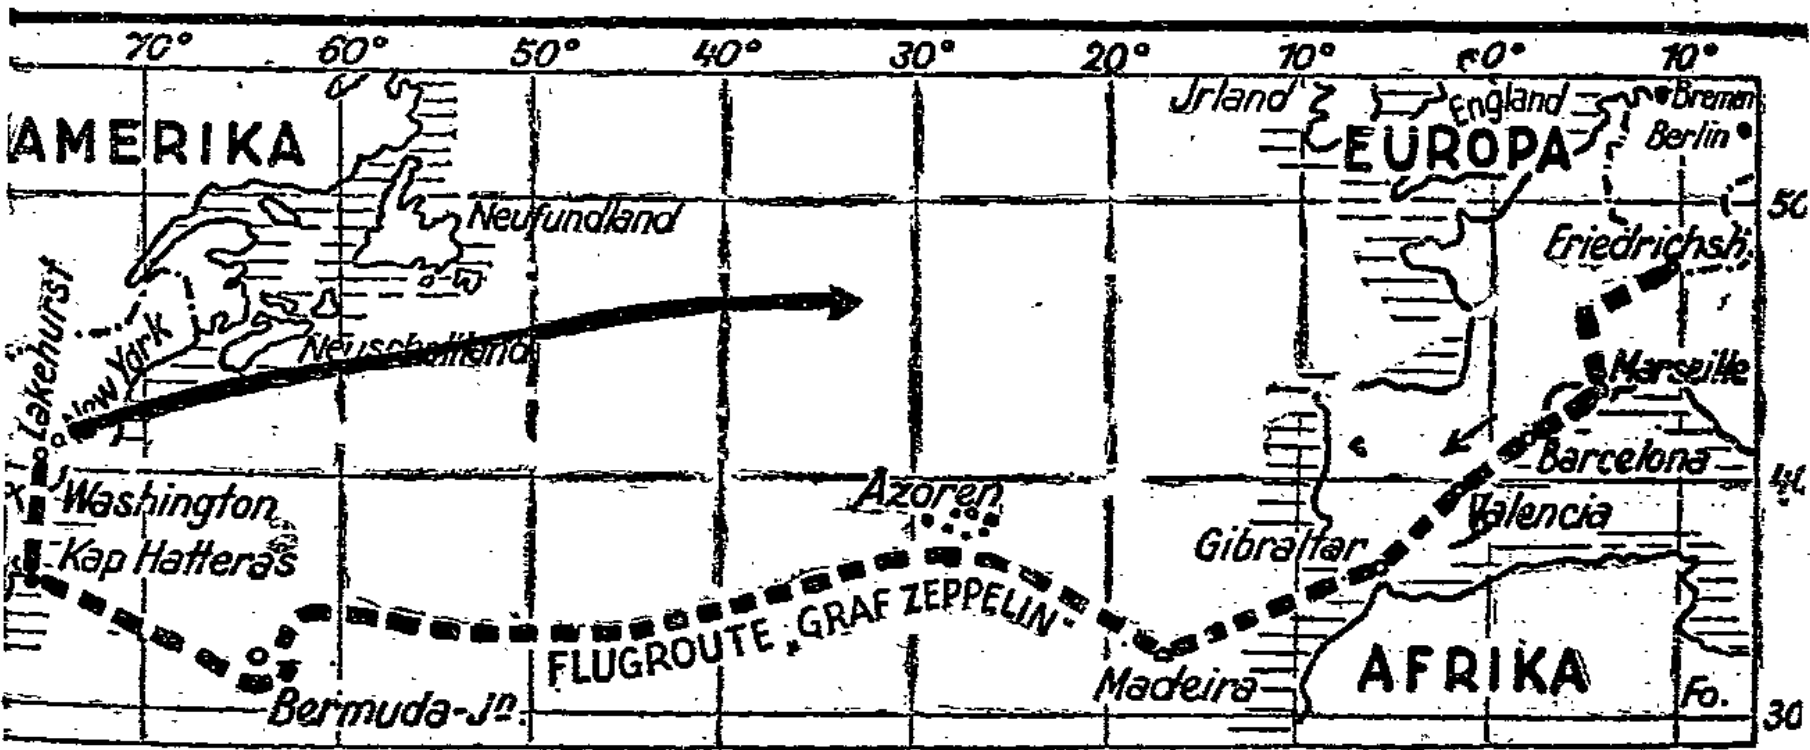 70° 60° 50° 40° 30° 20° 10° 0° 10°
Jrland
England
Bremen
AMERIKA
EUROPA
Berlin
50
Neufundland
Friedrichsh.
Lakehurst
New York
Neuschottland
Marseille
Barcelona
Azoren
Washington
Valencia
Gibraltar
Kap Hatteras
FLUGROUTE „GRAF ZEPPELIN"
AFRIKA
Madeira
Bermuda-Jn.
Fo.
30